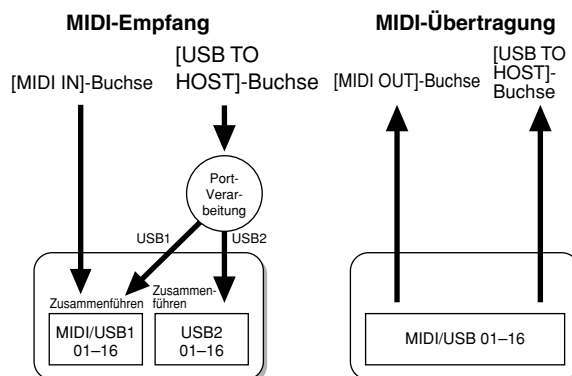 MIDI-Empfang
[MIDI IN]-Buchse
[USB TO
HOST]-Buchse
Port-
Verar-
beitung
USB1
USB2
Zusammenführen
Zusammen-
führen
MIDI/USB1
01–16
USB2
01–16
MIDI-Übertragung
[MIDI OUT]-Buchse
[USB TO
HOST]-
Buchse
MIDI/USB 01–16